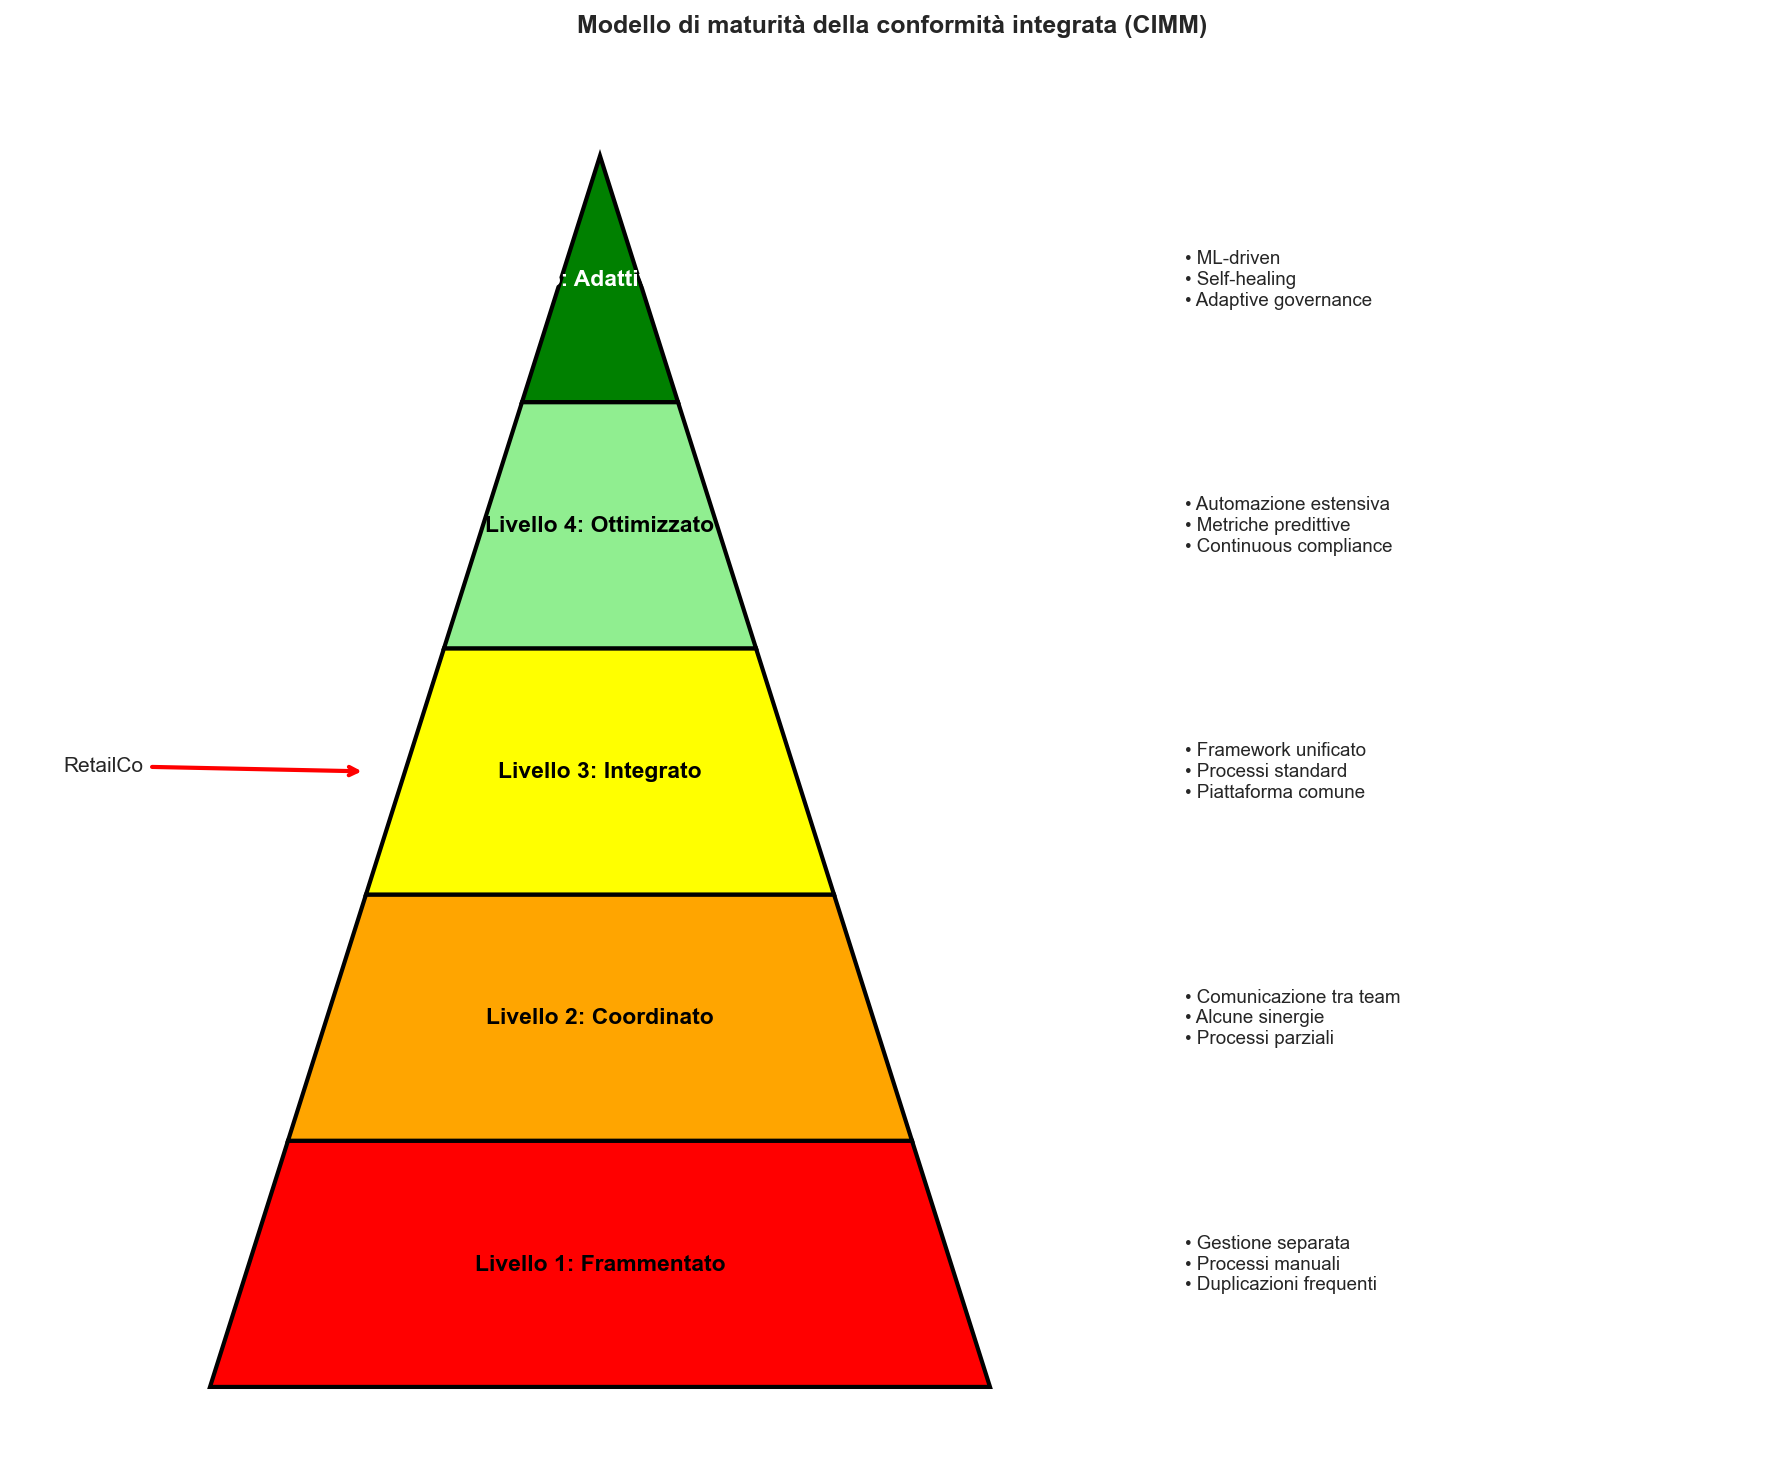 Modello di maturità della conformità integrata (CIMM)
: Adatti
• ML-driven
• Self-healing
• Adaptive governance
Livello 4: Ottimizzato
• Automazione estensiva
• Metriche predittive
• Continuous compliance
RetailCo
Livello 3: Integrato
• Framework unificato
• Processi standard
• Piattaforma comune
Livello 2: Coordinato
• Comunicazione tra team
• Alcune sinergie
• Processi parziali
Livello 1: Frammentato
• Gestione separata
• Processi manuali
• Duplicazioni frequenti